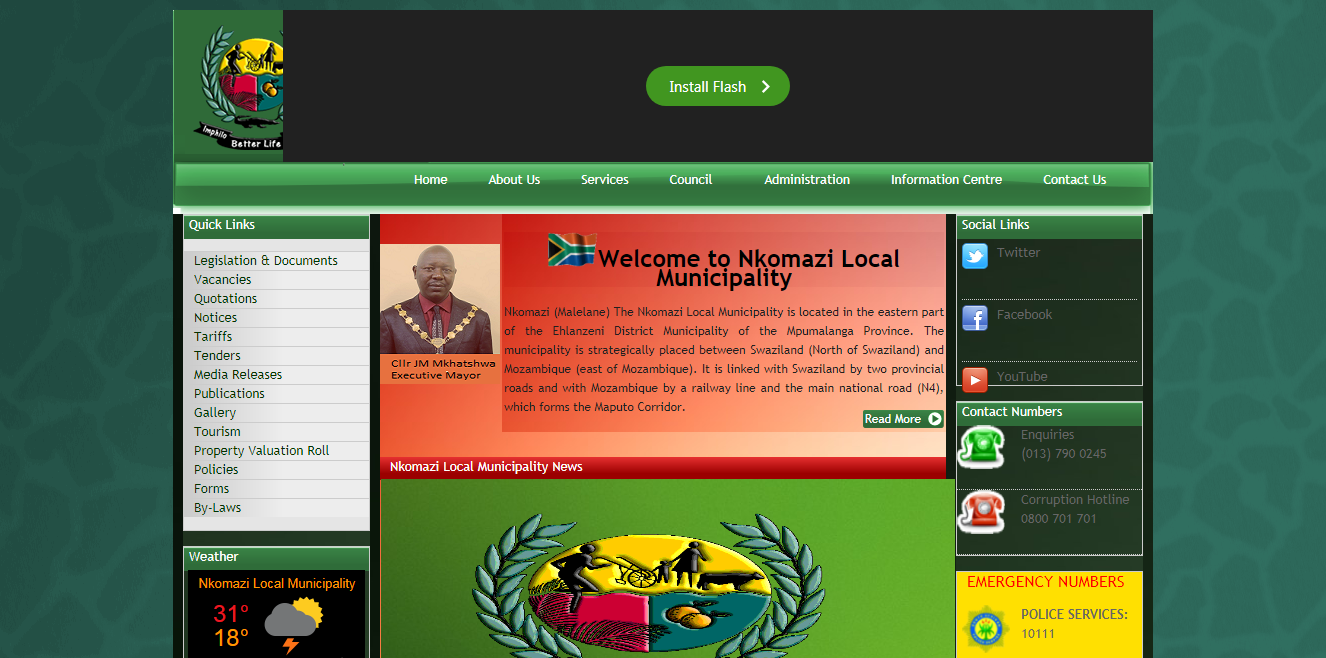 Imphilo
Better Life
Install Flash
Home
About Us
Services
Council
Administration
Information Centre
Contact Us
Quick Links
Legislation & Documents
Vacancies
Quotations
Notices
Tariffs
Tenders
Media Releases
Publications
Gallery
Tourism
Property Valuation Roll
Policies
Forms
By-Laws
Weather
Nkomazi Local Municipality
31°
18°
Cllr JM Mkhatshwa
Executive Mayor
Welcome to Nkomazi Local
Municipality
Nkomazi (Malelane) The Nkomazi Local Municipality is located in the eastern part
of the Ehlanzeni District Municipality of the Mpumalanga Province. The
municipality is strategically placed between Swaziland (North of Swaziland) and
Mozambique (east of Mozambique). It is linked with Swaziland by two provincial
roads and with Mozambique by a railway line and the main national road (N4),
which forms the Maputo Corridor.
Read More
Nkomazi Local Municipality News
Social Links
Twitter
Facebook
YouTube
Contact Numbers
Enquiries
(013) 790 0245
Corruption Hotline
0800 701 701
EMERGENCY NUMBERS
POLICE SERVICES:
10111